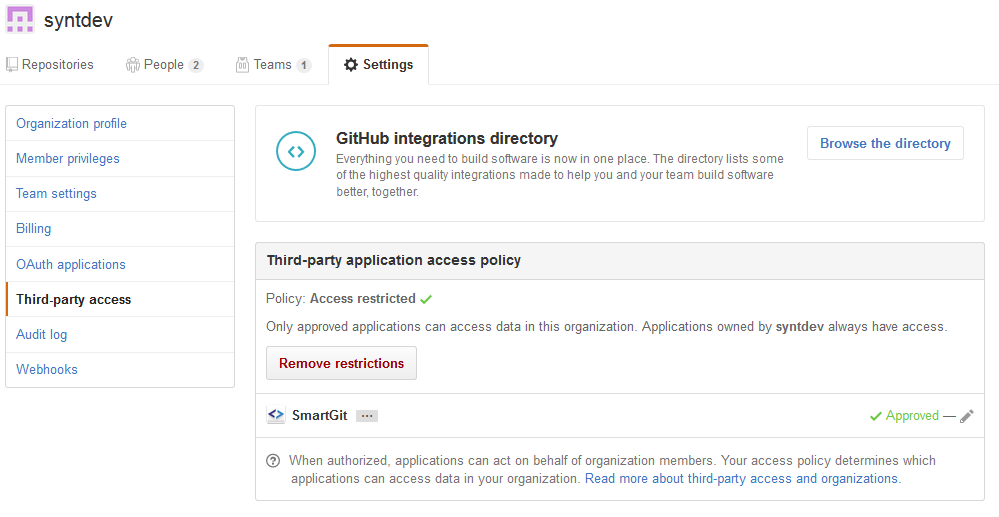 syntdev
Repositories People 2 Teams 1 Settings
Organization profile
Member privileges
Team settings
Billing
OAuth applications
Third-party access
Audit log
Webhooks
GitHub integrations directory
Everything you need to build software is now in one place. The directory lists some
of the highest quality integrations made to help you and your team build software
better, together.
Browse the directory
Third-party application access policy
Policy: Access restricted
Only approved applications can access data in this organization. Applications owned by syntdev always have access.
Remove restrictions
SmartGit ... Approved —
When authorized, applications can act on behalf of organization members. Your access policy determines which
applications can access data in your organization. Read more about third-party access and organizations.